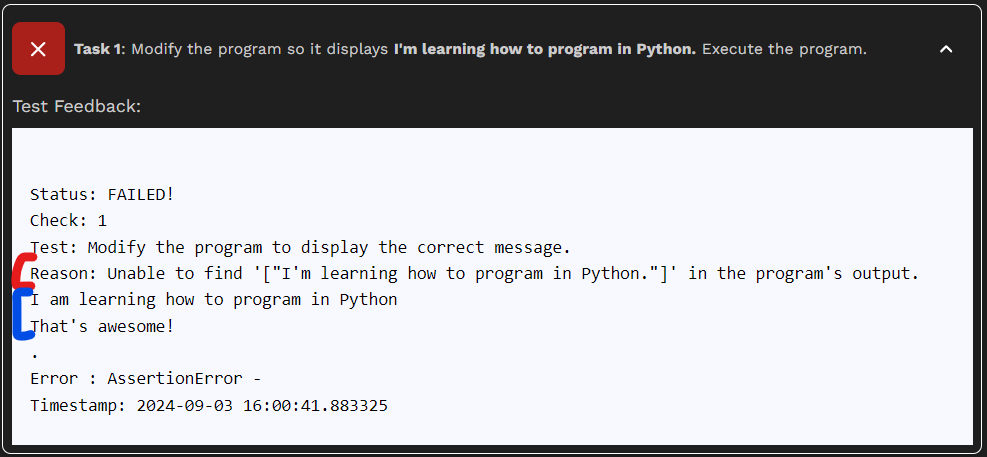 Task 1: Modify the program so it displays I'm learning how to program in Python. Execute the program.
Test Feedback:
Status: FAILED!
Check: 1
Test: Modify the program to display the correct message.
Reason: Unable to find '["I'm learning how to program in Python."]' in the program's output.
I am learning how to program in Python
That's awesome!
.
Error : AssertionError -
Timestamp: 2024-09-03 16:00:41.883325